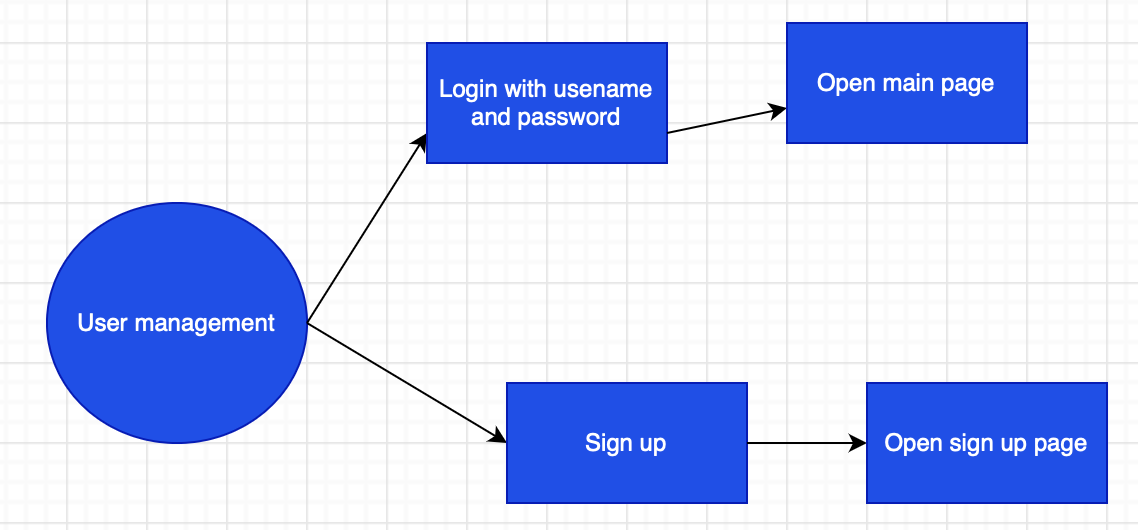 Login with usename
and password
Open main page
User management
Sign up
Open sign up page